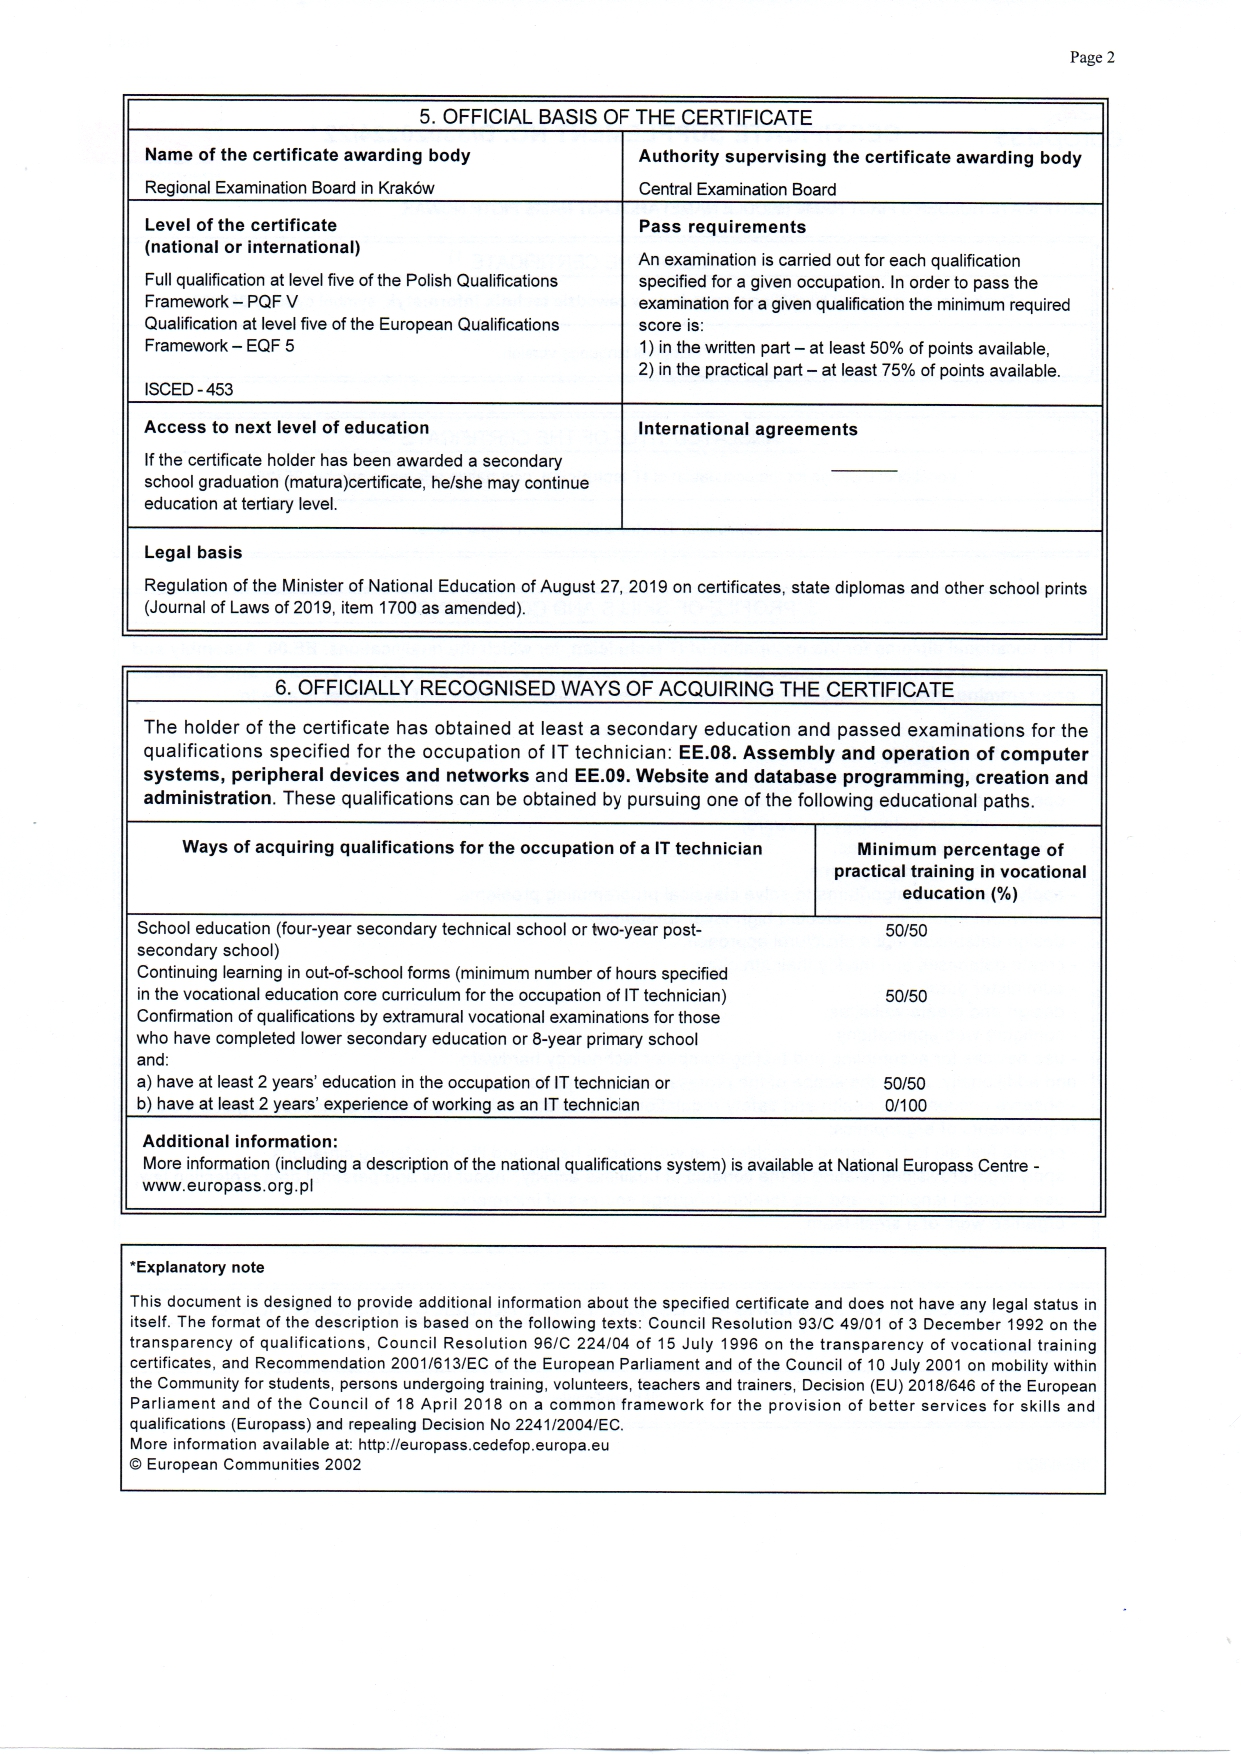 Page 2
5. OFFICIAL BASIS OF THE CERTIFICATE
Name of the certificate awarding body
Regional Examination Board in Kraków
Authority supervising the certificate awarding body
Central Examination Board
Level of the certificate
(national or international)
Full qualification at level five of the Polish Qualifications
Framework – PQF V
Qualification at level five of the European Qualifications
Framework – EQF 5
ISCED - 453
Pass requirements
An examination is carried out for each qualification
specified for a given occupation. In order to pass the
examination for a given qualification the minimum required
score is:
1) in the written part – at least 50% of points available,
2) in the practical part – at least 75% of points available.
Access to next level of education
If the certificate holder has been awarded a secondary
school graduation (matura)certificate, he/she may continue
education at tertiary level.
International agreements
Legal basis
Regulation of the Minister of National Education of August 27, 2019 on certificates, state diplomas and other school prints
(Journal of Laws of 2019, item 1700 as amended).
6. OFFICIALLY RECOGNISED WAYS OF ACQUIRING THE CERTIFICATE
The holder of the certificate has obtained at least a secondary education and passed examinations for the
qualifications specified for the occupation of IT technician: EE.08. Assembly and operation of computer
systems, peripheral devices and networks and EE.09. Website and database programming, creation and
administration. These qualifications can be obtained by pursuing one of the following educational paths.
Ways of acquiring qualifications for the occupation of a IT technician
Minimum percentage of
practical training in vocational
education (%)
School education (four-year secondary technical school or two-year post- 50/50
secondary school)
Continuing learning in out-of-school forms (minimum number of hours specified
in the vocational education core curriculum for the occupation of IT technician) 50/50
Confirmation of qualifications by extramural vocational examinations for those
who have completed lower secondary education or 8-year primary school
and:
a) have at least 2 years' education in the occupation of IT technician or 50/50
b) have at least 2 years' experience of working as an IT technician 0/100
Additional information:
More information (including a description of the national qualifications system) is available at National Europass Centre -
www.europass.org.pl
*Explanatory note
This document is designed to provide additional information about the specified certificate and does not have any legal status in
itself. The format of the description is based on the following texts: Council Resolution 93/C 49/01 of 3 December 1992 on the
transparency of qualifications, Council Resolution 96/C 224/04 of 15 July 1996 on the transparency of vocational training
certificates, and Recommendation 2001/613/EC of the European Parliament and of the Council of 10 July 2001 on mobility within
the Community for students, persons undergoing training, volunteers, teachers and trainers, Decision (EU) 2018/646 of the European
Parliament and of the Council of 18 April 2018 on a common framework for the provision of better services for skills and
qualifications (Europass) and repealing Decision No 2241/2004/EC.
More information available at: http://europass.cedefop.europa.eu
© European Communities 2002